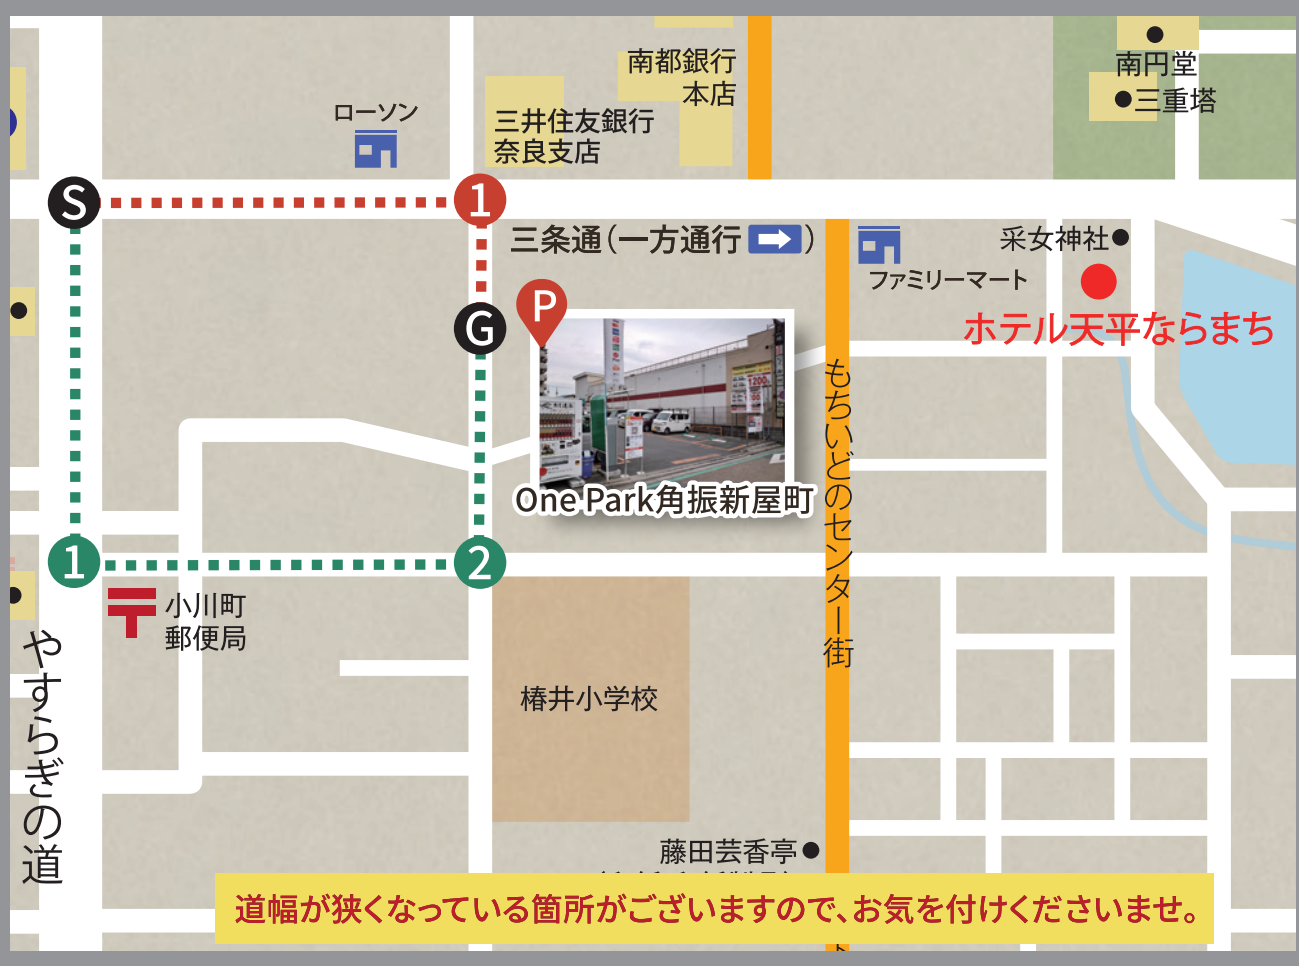 南都銀行
本店
南円堂
三重塔
ローソン
三井住友銀行
奈良支店
S
1
三条通(一方通行 )
采女神社
ファミリーマート
P
G
ホテル天平ならまち
1200
もちいどのセンター街
One Park角振新屋町
1
2
小川町
郵便局
やすらぎの道
椿井小学校
藤田芸香亭
道幅が狭くなっている箇所がございますので、お気を付けくださいませ。